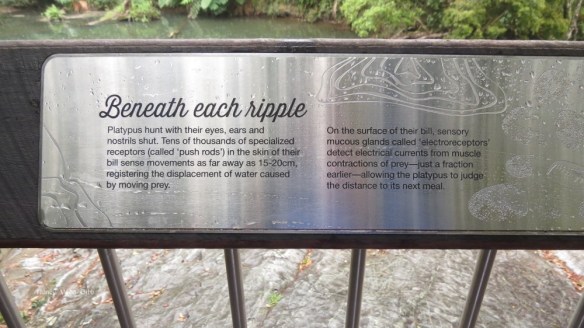 Beneath each ripple
Platypus hunt with their eyes, ears and
nostrils shut. Tens of thousands of specialized
receptors (called 'push rods') in the skin of their
bill sense movements as far away as 15-20cm,
registering the displacement of water caused
by moving prey.
On the surface of their bill, sensory
mucous glands called 'electroreceptors'
detect electrical currents from muscle
contractions of prey—just a fraction
earlier—allowing the platypus to judge
the distance to its next meal.